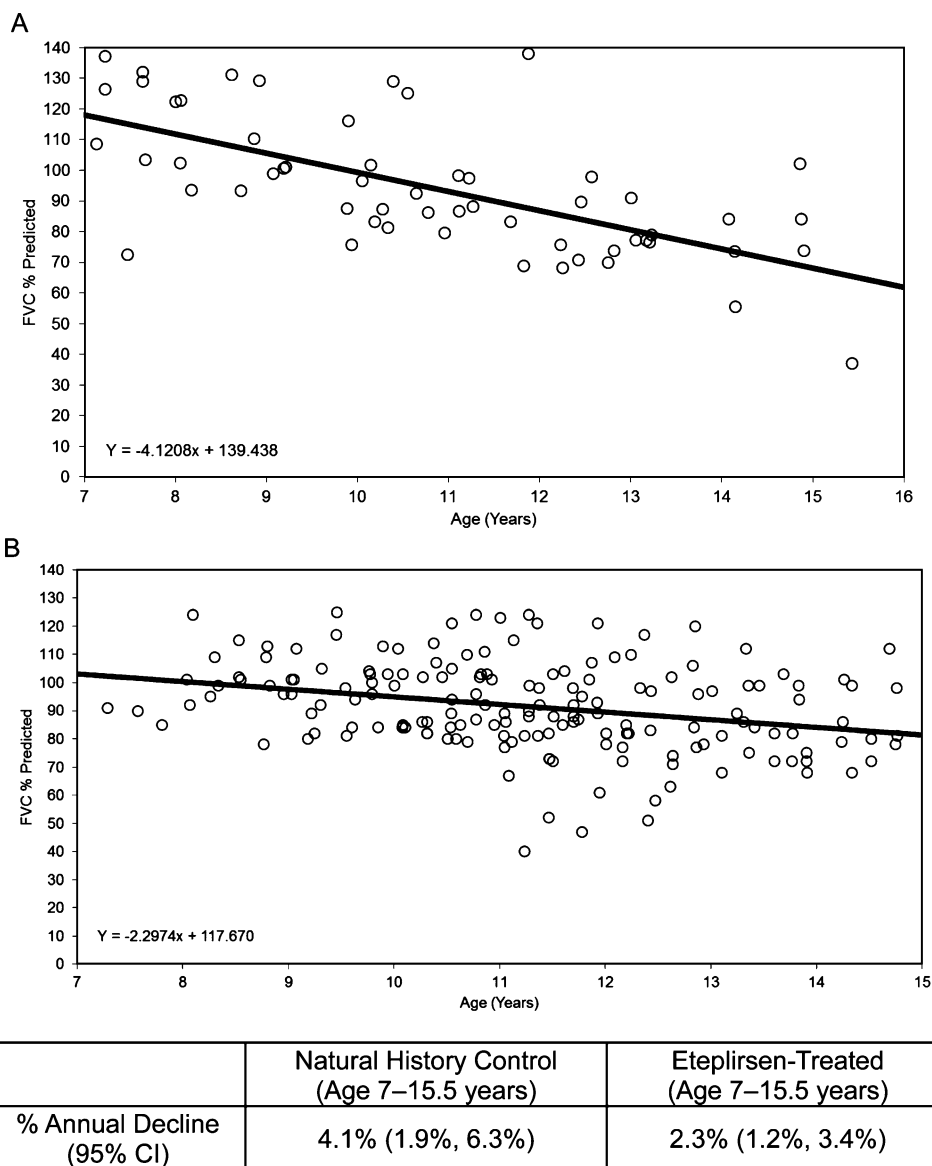 A
140
130
120
110
100
90
80
70
60
50
40
30
20
10
0
FVC % Predicted
Y = -4.1208x + 139.438
7 8 9 10 11 12 13 14 15 16
Age (Years)
B
140
130
120
110
100
90
80
70
60
50
40
30
20
10
0
FVC % Predicted
Y = -2.2974x + 117.670
7 8 9 10 11 12 13 14 15
Age (Years)
Natural History Control
(Age 7–15.5 years)
Eteplirsen-Treated
(Age 7–15.5 years)
% Annual Decline
(95% CI)
4.1% (1.9%, 6.3%)
2.3% (1.2%, 3.4%)